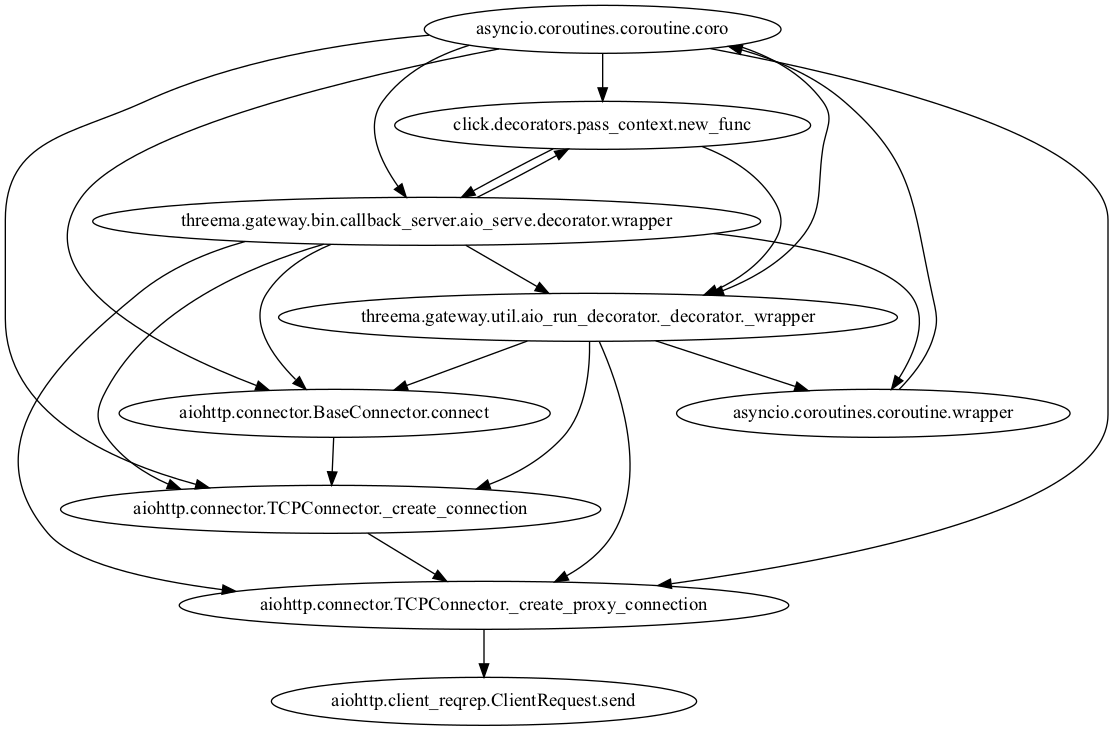 asyncio.coroutines.coroutine.coro
click.decorators.pass_context.new_func
threema.gateway.bin.callback_server.aio_serve.decorator.wrapper
threema.gateway.util.aio_run_decorator._decorator._wrapper
aiohttp.connector.BaseConnector.connect
asyncio.coroutines.coroutine.wrapper
aiohttp.connector.TCPConnector._create_connection
aiohttp.connector.TCPConnector._create_proxy_connection
aiohttp.client_reqrep.ClientRequest.send